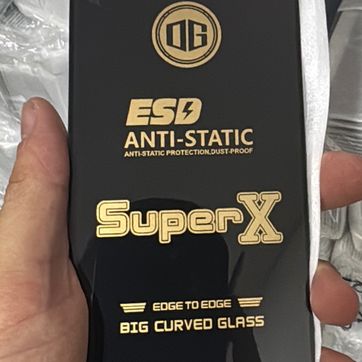 OG
ESD
ANTI-STATIC
ANTI-STATIC PROTECTION,DUST-PROOF
SuperX
EDGE TO EDGE
BIG CURVED GLASS